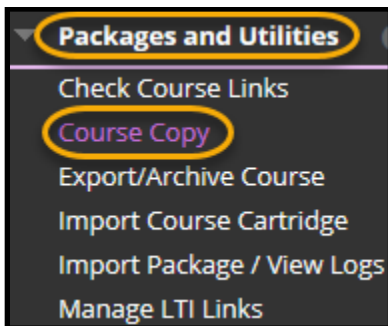 Packages and Utilities
Check Course Links
Course Copy
Export/Archive Course
Import Course Cartridge
Import Package / View Logs
Manage LTI Links